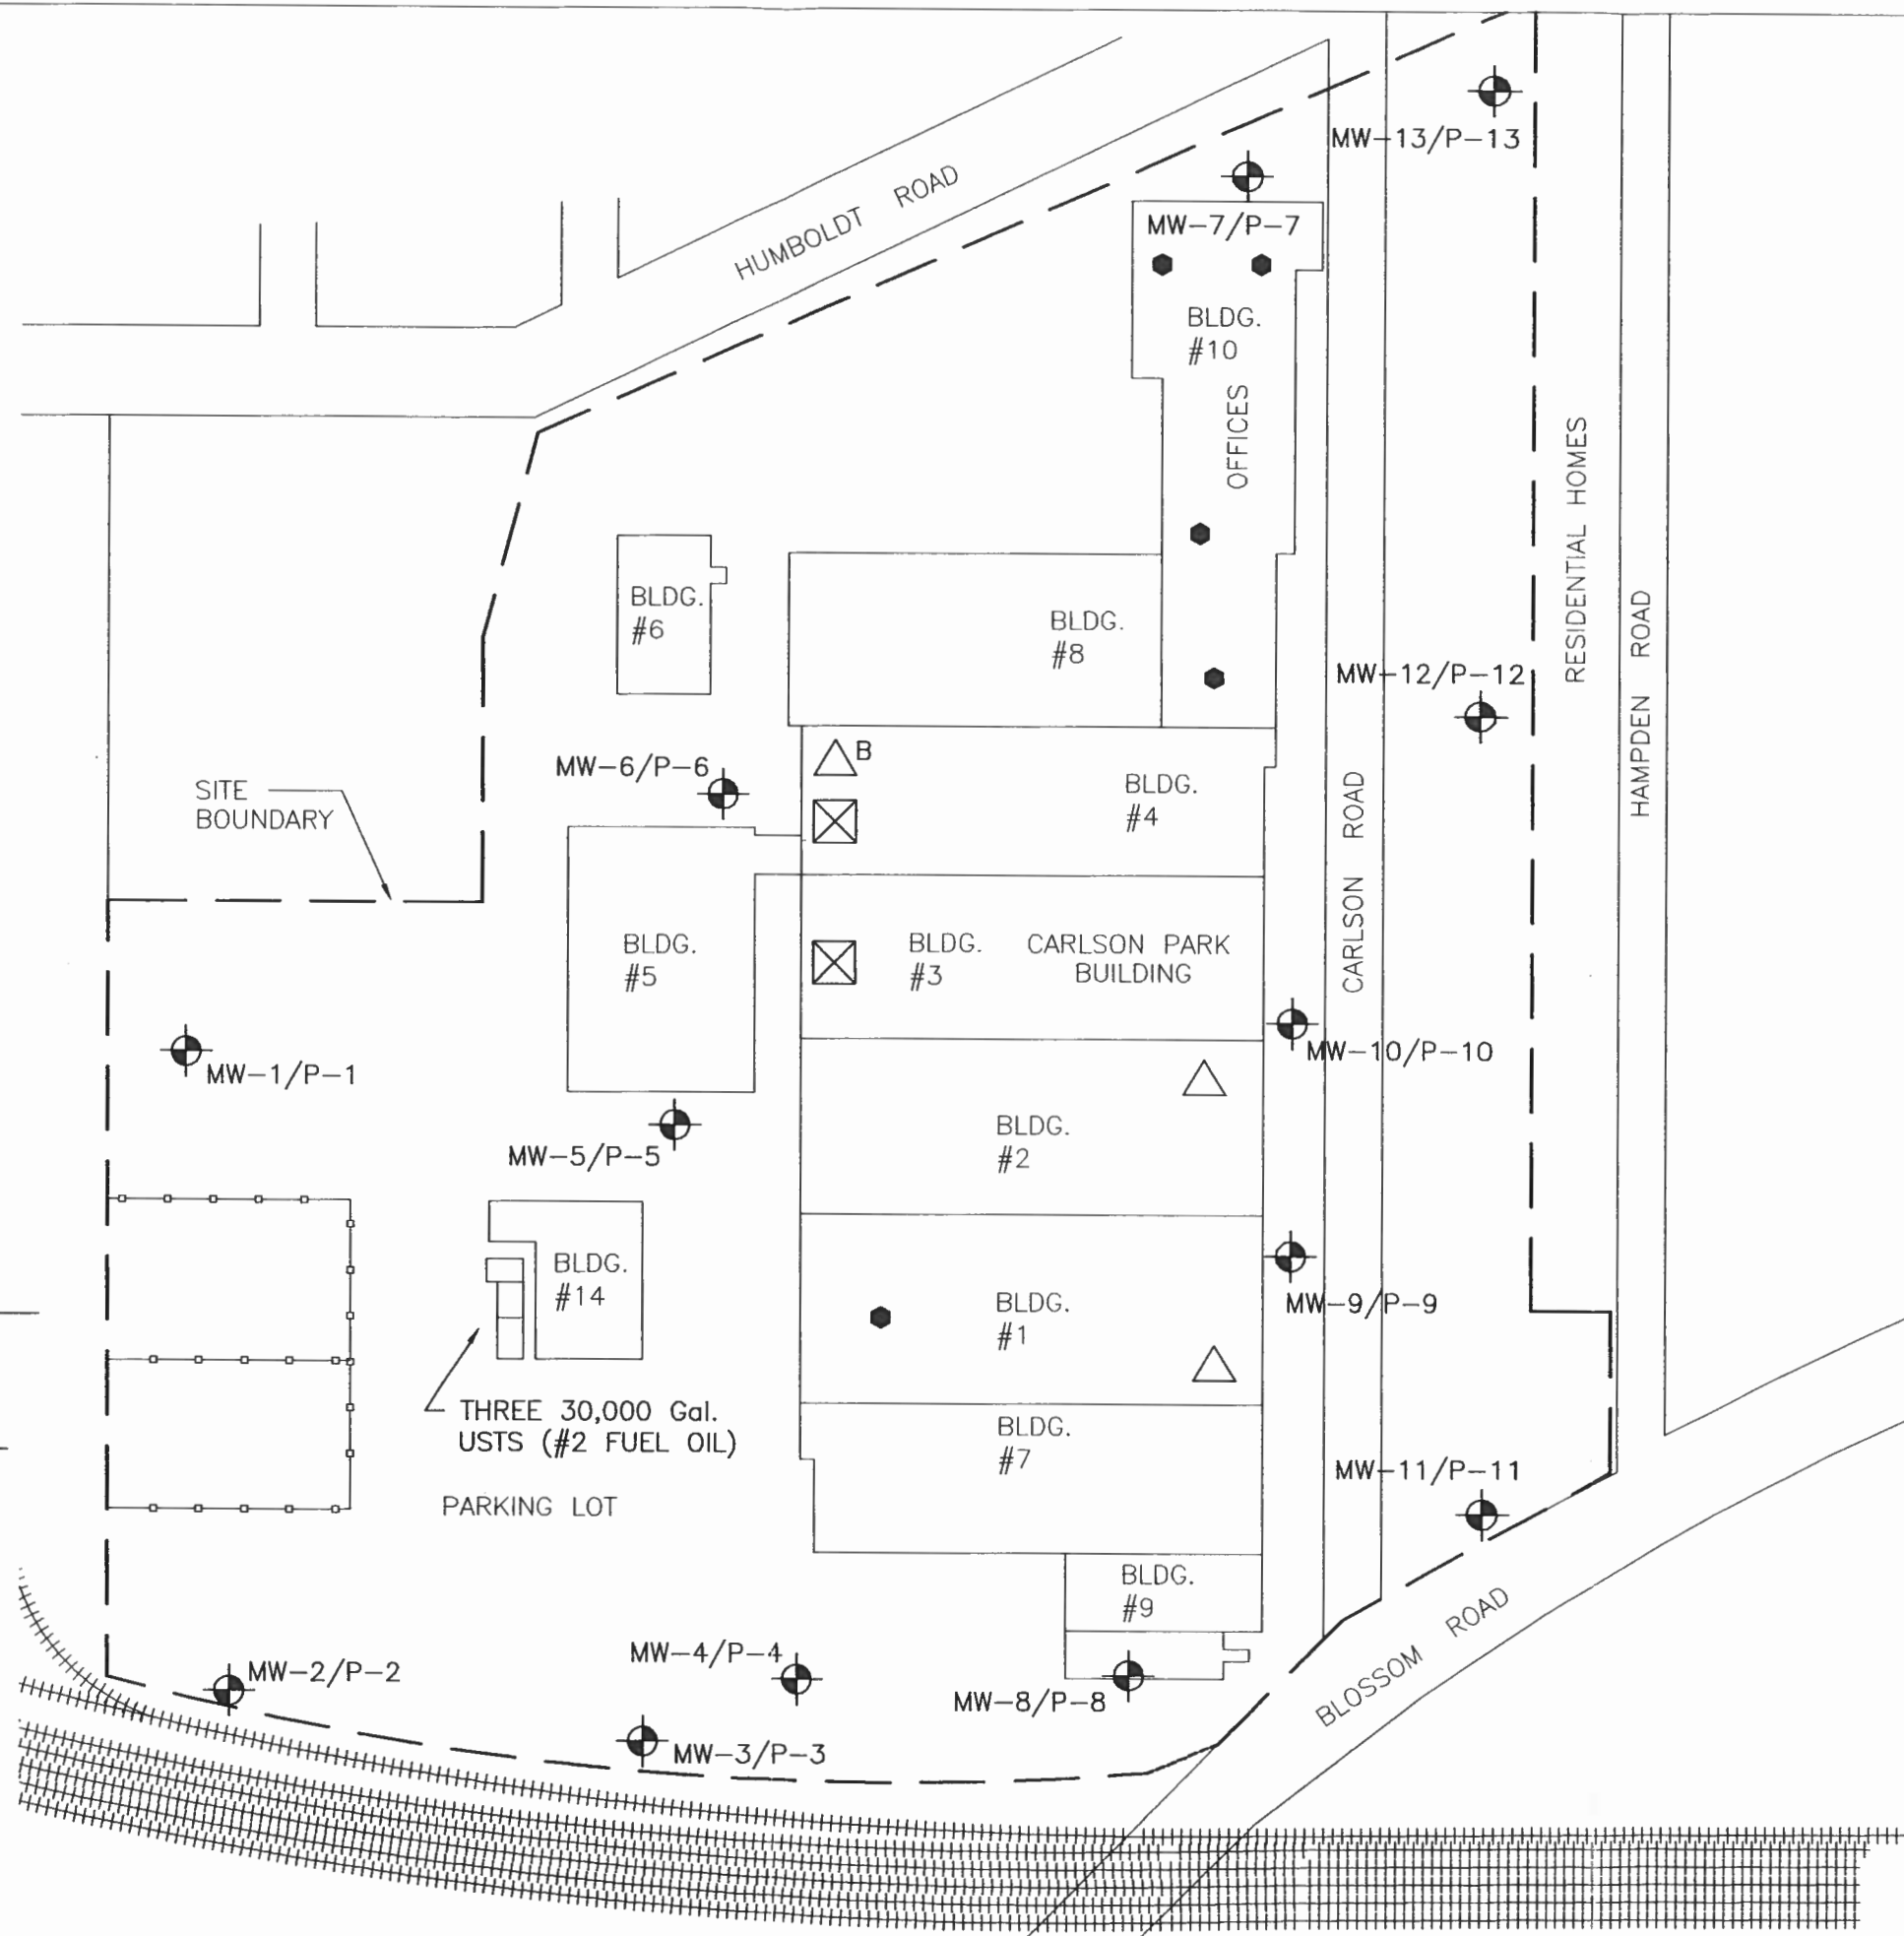 MW-13/P-13
HUMBOLDT ROAD
MW-7/P-7
BLDG.
#10
OFFICES
RESIDENTIAL HOMES
HAMPDEN ROAD
BLDG.
#6
BLDG.
#8
MW-12/P-12
MW-6/P-6
B
BLDG.
#4
CARLSON ROAD
SITE
BOUNDARY
BLDG.
#5
BLDG.
#3
CARLSON PARK
BUILDING
MW-1/P-1
MW-10/P-10
MW-5/P-5
BLDG.
#2
BLDG.
#14
BLDG.
#1
MW-9/P-9
THREE 30,000 Gal.
USTS (#2 FUEL OIL)
BLDG.
#7
PARKING LOT
MW-11/P-11
BLDG.
#9
BLOSSOM ROAD
MW-2/P-2
MW-4/P-4
MW-8/P-8
MW-3/P-3